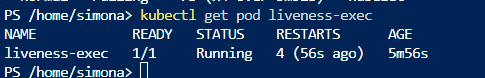 PS /home/simona> kubectl get pod liveness-exec
NAME            READY   STATUS    RESTARTS      AGE
liveness-exec   1/1     Running   4 (56s ago)   5m56s
PS /home/simona>